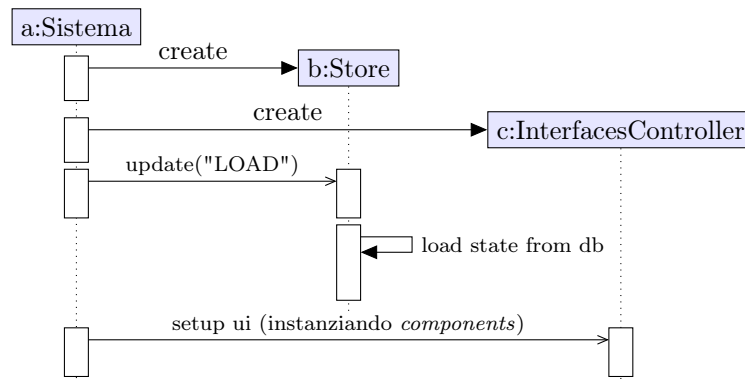 a:Sistema
create
b:Store
create
c:InterfacesController
update("LOAD")
load state from db
setup ui (instanziando components)